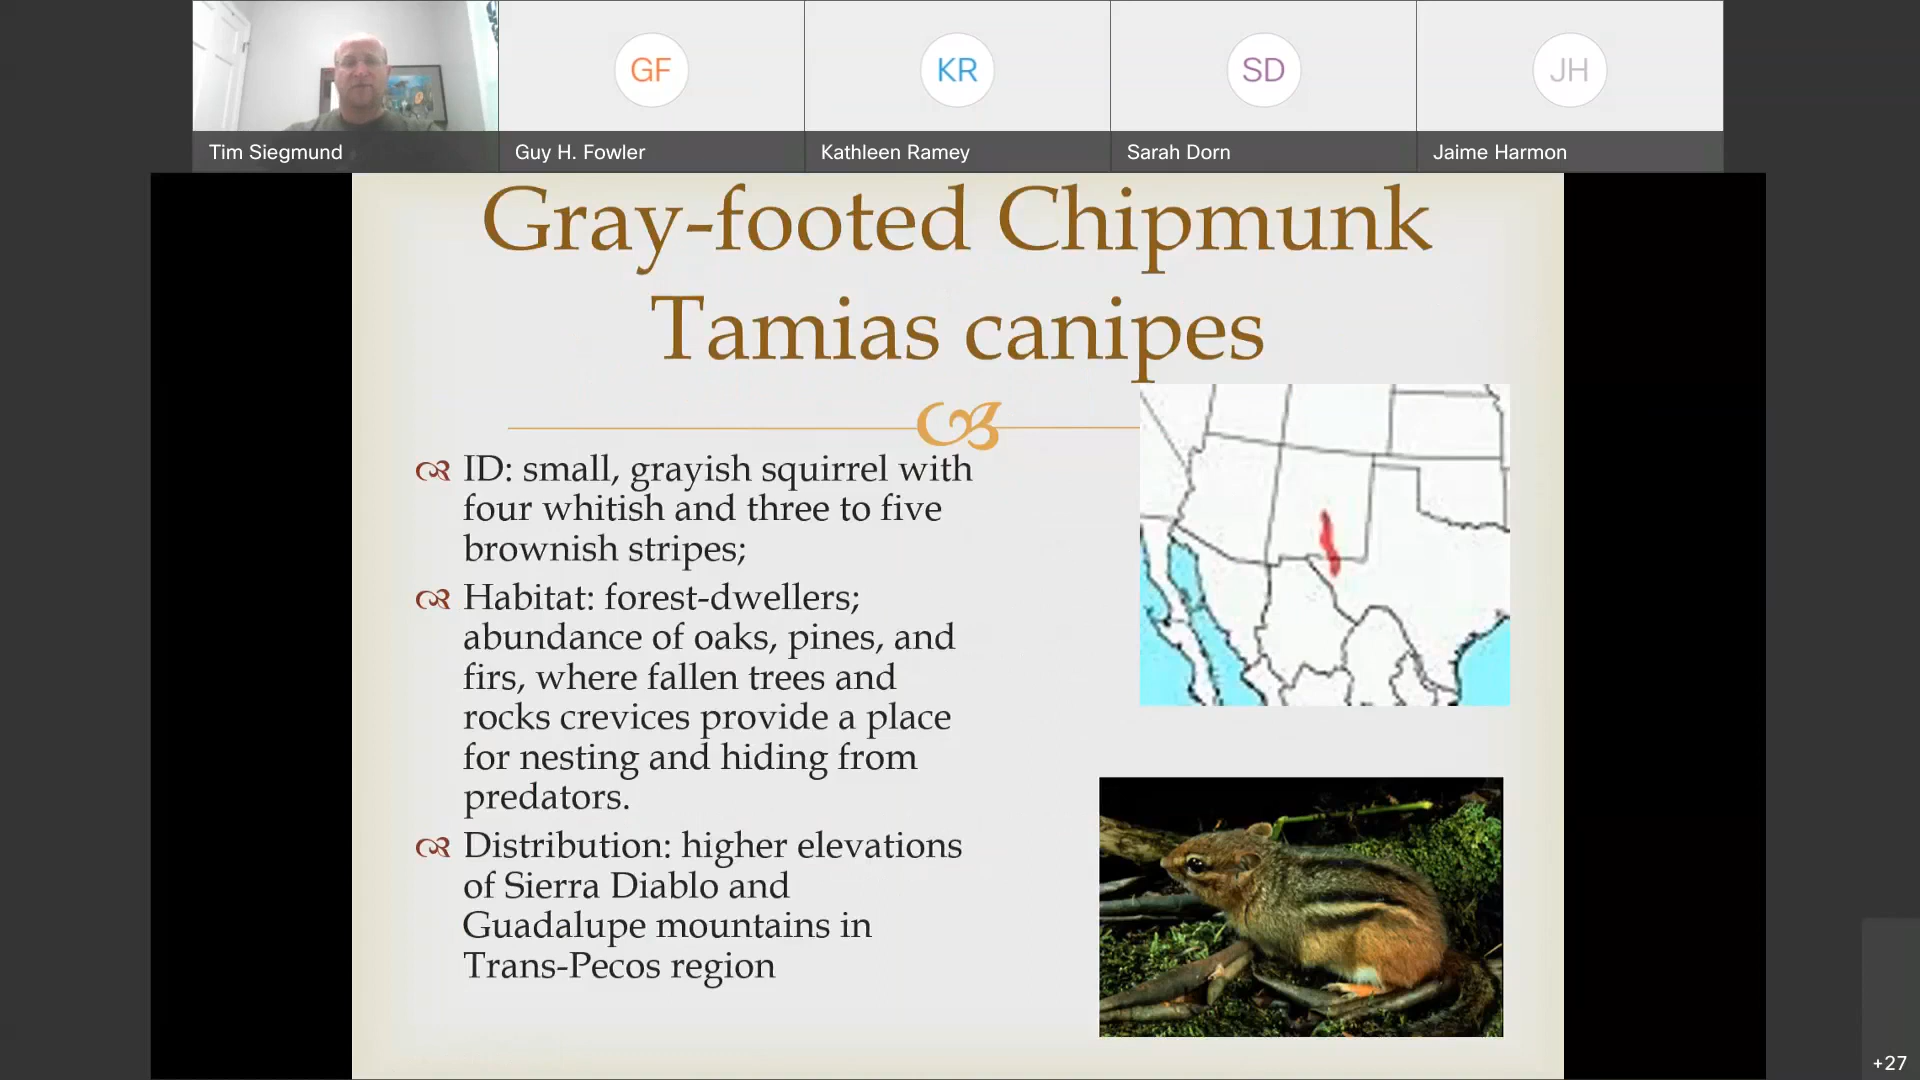 GF
KR
SD
JH
Tim Siegmund
Guy H. Fowler
Kathleen Ramey
Sarah Dorn
Jaime Harmon
Gray-footed Chipmunk
Tamias canipes
ID: small, grayish squirrel with
four whitish and three to five
brownish stripes;
Habitat: forest-dwellers;
abundance of oaks, pines, and
firs, where fallen trees and
rocks crevices provide a place
for nesting and hiding from
predators.
Distribution: higher elevations
of Sierra Diablo and
Guadalupe mountains in
Trans-Pecos region
+27